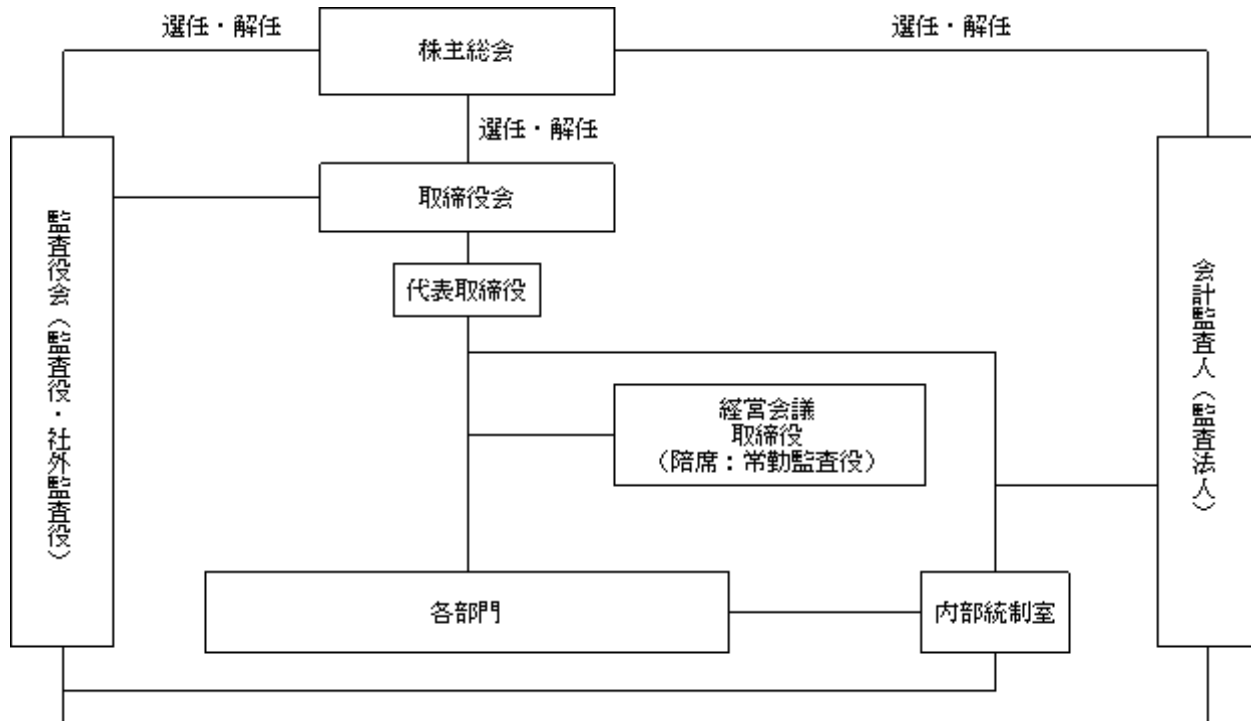 選任・解任
選任・解任
株主総会
選任・解任
取締役会
監査役会（監査役・社外監査役）
会計監査人（監査法人）
代表取締役
経営会議
取締役
（陪席：常勤監査役）
各部門
内部統制室